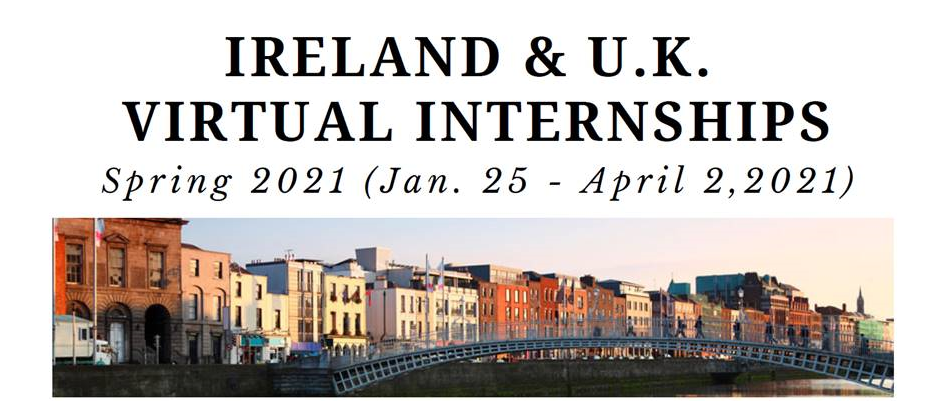 IRELAND & U.K.
VIRTUAL INTERNSHIPS
Spring 2021 (Jan. 25 - April 2,2021)